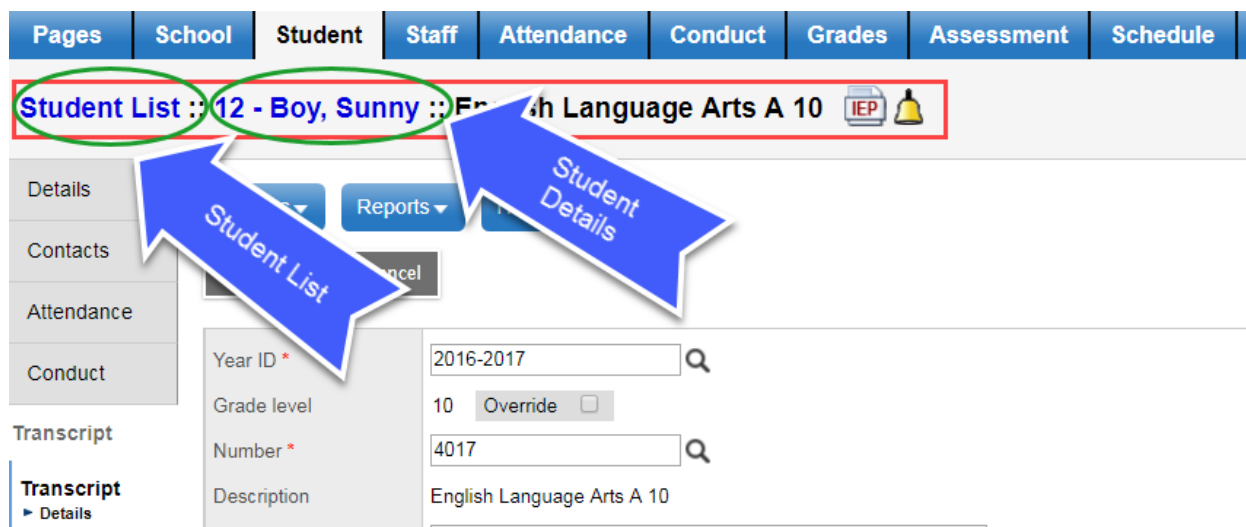 Pages School Student Staff Attendance Conduct Grades Assessment Schedule
Student List :: 12 - Boy, Sunny :: English Language Arts A 10 IEP
Details
Reports
Contacts
Attendance
Conduct
Student List
Student
Details
Year ID * 2016-2017
Grade level 10 Override
Number * 4017
Transcript
Description English Language Arts A 10
Transcript
Details